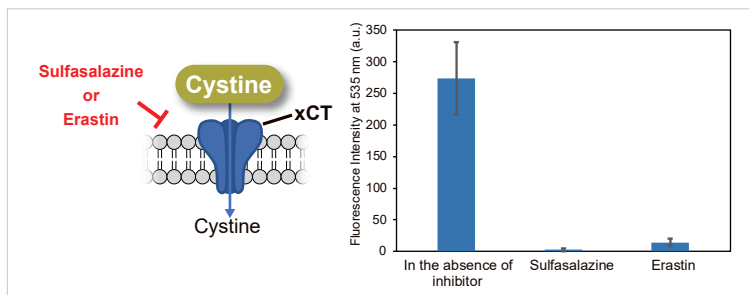 Sulfasalazine
or
Erastin
Cystine
xCT
Cystine
Fluorescence Intensity at 535 nm (a.u.)
350
300
250
200
150
100
50
0
In the absence of
inhibitor
Sulfasalazine
Erastin